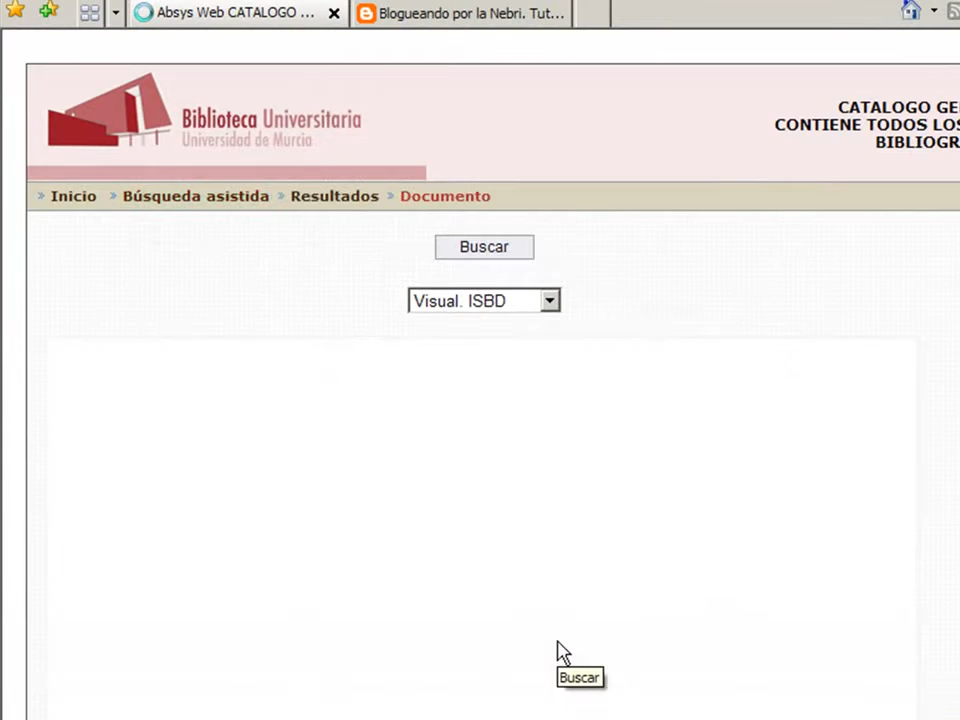 Absys Web CATALOGO ...
Blogueando por la Nebri. Tut...
Biblioteca Universitaria
Universidad de Murcia
CATALOGO GE
CONTIENE TODOS LOS
BIBLIOGR
» Inicio » Búsqueda asistida » Resultados » Documento
Buscar
Visual. ISBD
Buscar